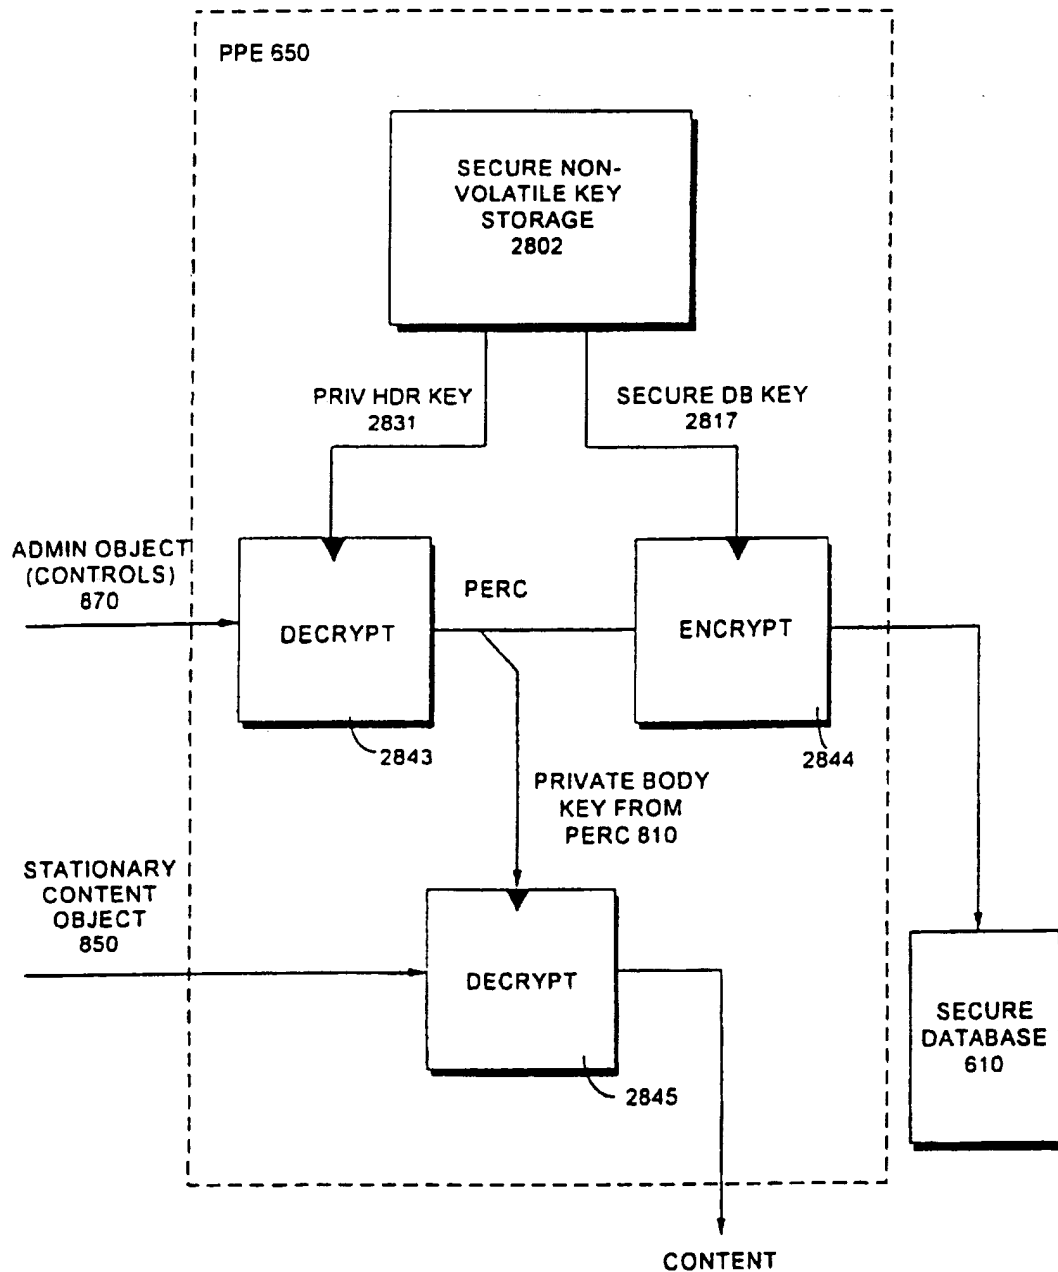 PPE 650
SECURE NON-
VOLATILE KEY
STORAGE
2802
PRIV HDR KEY
2831
SECURE DB KEY
2817
ADMIN OBJECT
(CONTROLS)
870
DECRYPT
PERC
ENCRYPT
2843
2844
PRIVATE BODY
KEY FROM
PERC 810
STATIONARY
CONTENT
OBJECT
850
DECRYPT
2845
SECURE
DATABASE
610
CONTENT